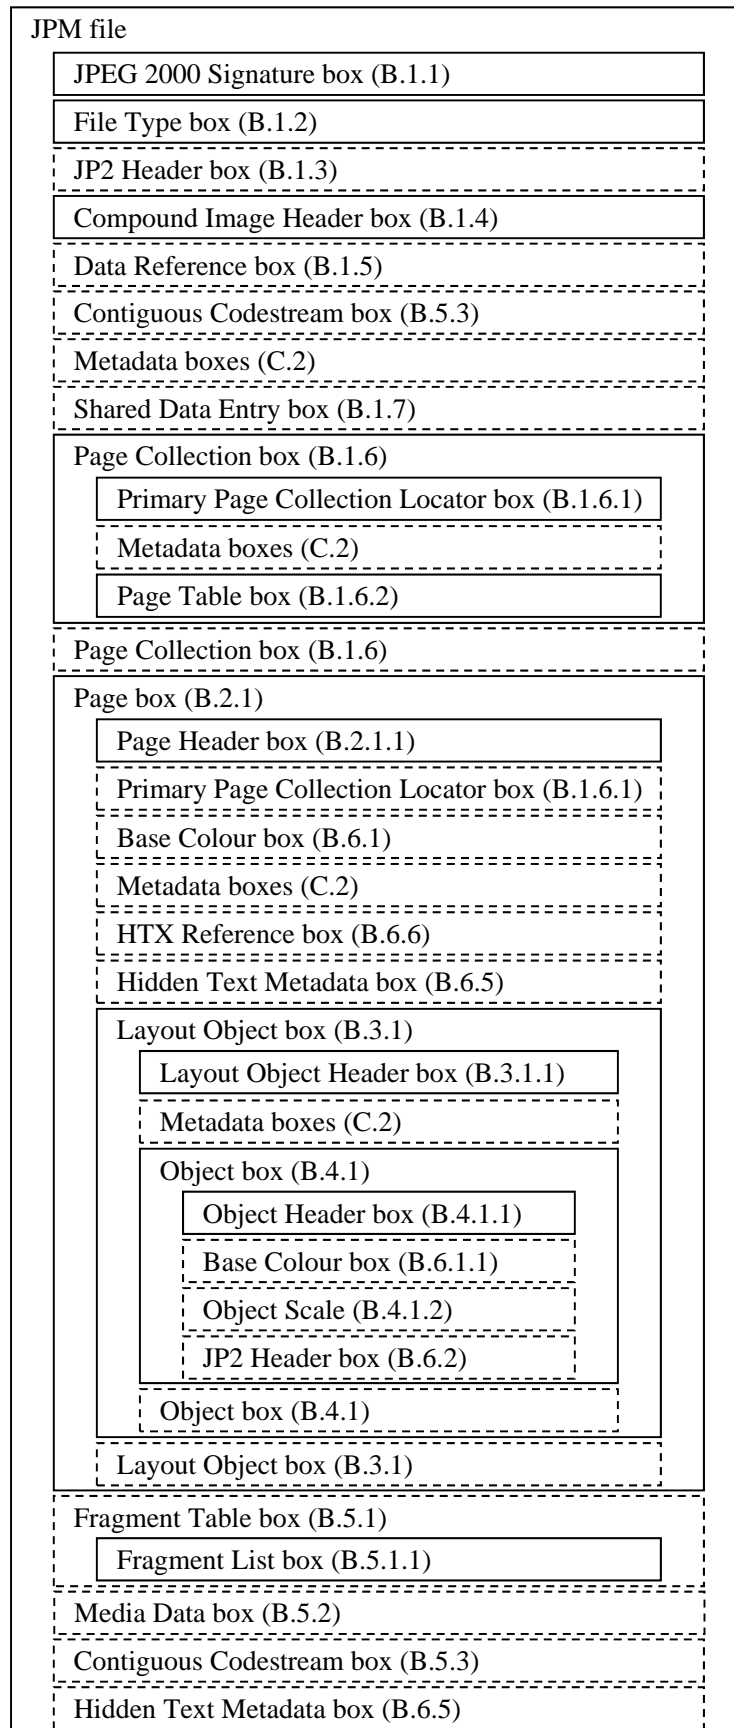 JPM file
JPEG 2000 Signature box (B.1.1)
File Type box (B.1.2)
JP2 Header box (B.1.3)
Compound Image Header box (B.1.4)
Data Reference box (B.1.5)
Contiguous Codestream box (B.5.3)
Metadata boxes (C.2)
Shared Data Entry box (B.1.7)
Page Collection box (B.1.6)
Primary Page Collection Locator box (B.1.6.1)
Metadata boxes (C.2)
Page Table box (B.1.6.2)
Page Collection box (B.1.6)
Page box (B.2.1)
Page Header box (B.2.1.1)
Primary Page Collection Locator box (B.1.6.1)
Base Colour box (B.6.1)
Metadata boxes (C.2)
HTX Reference box (B.6.6)
Hidden Text Metadata box (B.6.5)
Layout Object box (B.3.1)
Layout Object Header box (B.3.1.1)
Metadata boxes (C.2)
Object box (B.4.1)
Object Header box (B.4.1.1)
Base Colour box (B.6.1.1)
Object Scale (B.4.1.2)
JP2 Header box (B.6.2)
Object box (B.4.1)
Layout Object box (B.3.1)
Fragment Table box (B.5.1)
Fragment List box (B.5.1.1)
Media Data box (B.5.2)
Contiguous Codestream box (B.5.3)
Hidden Text Metadata box (B.6.5)